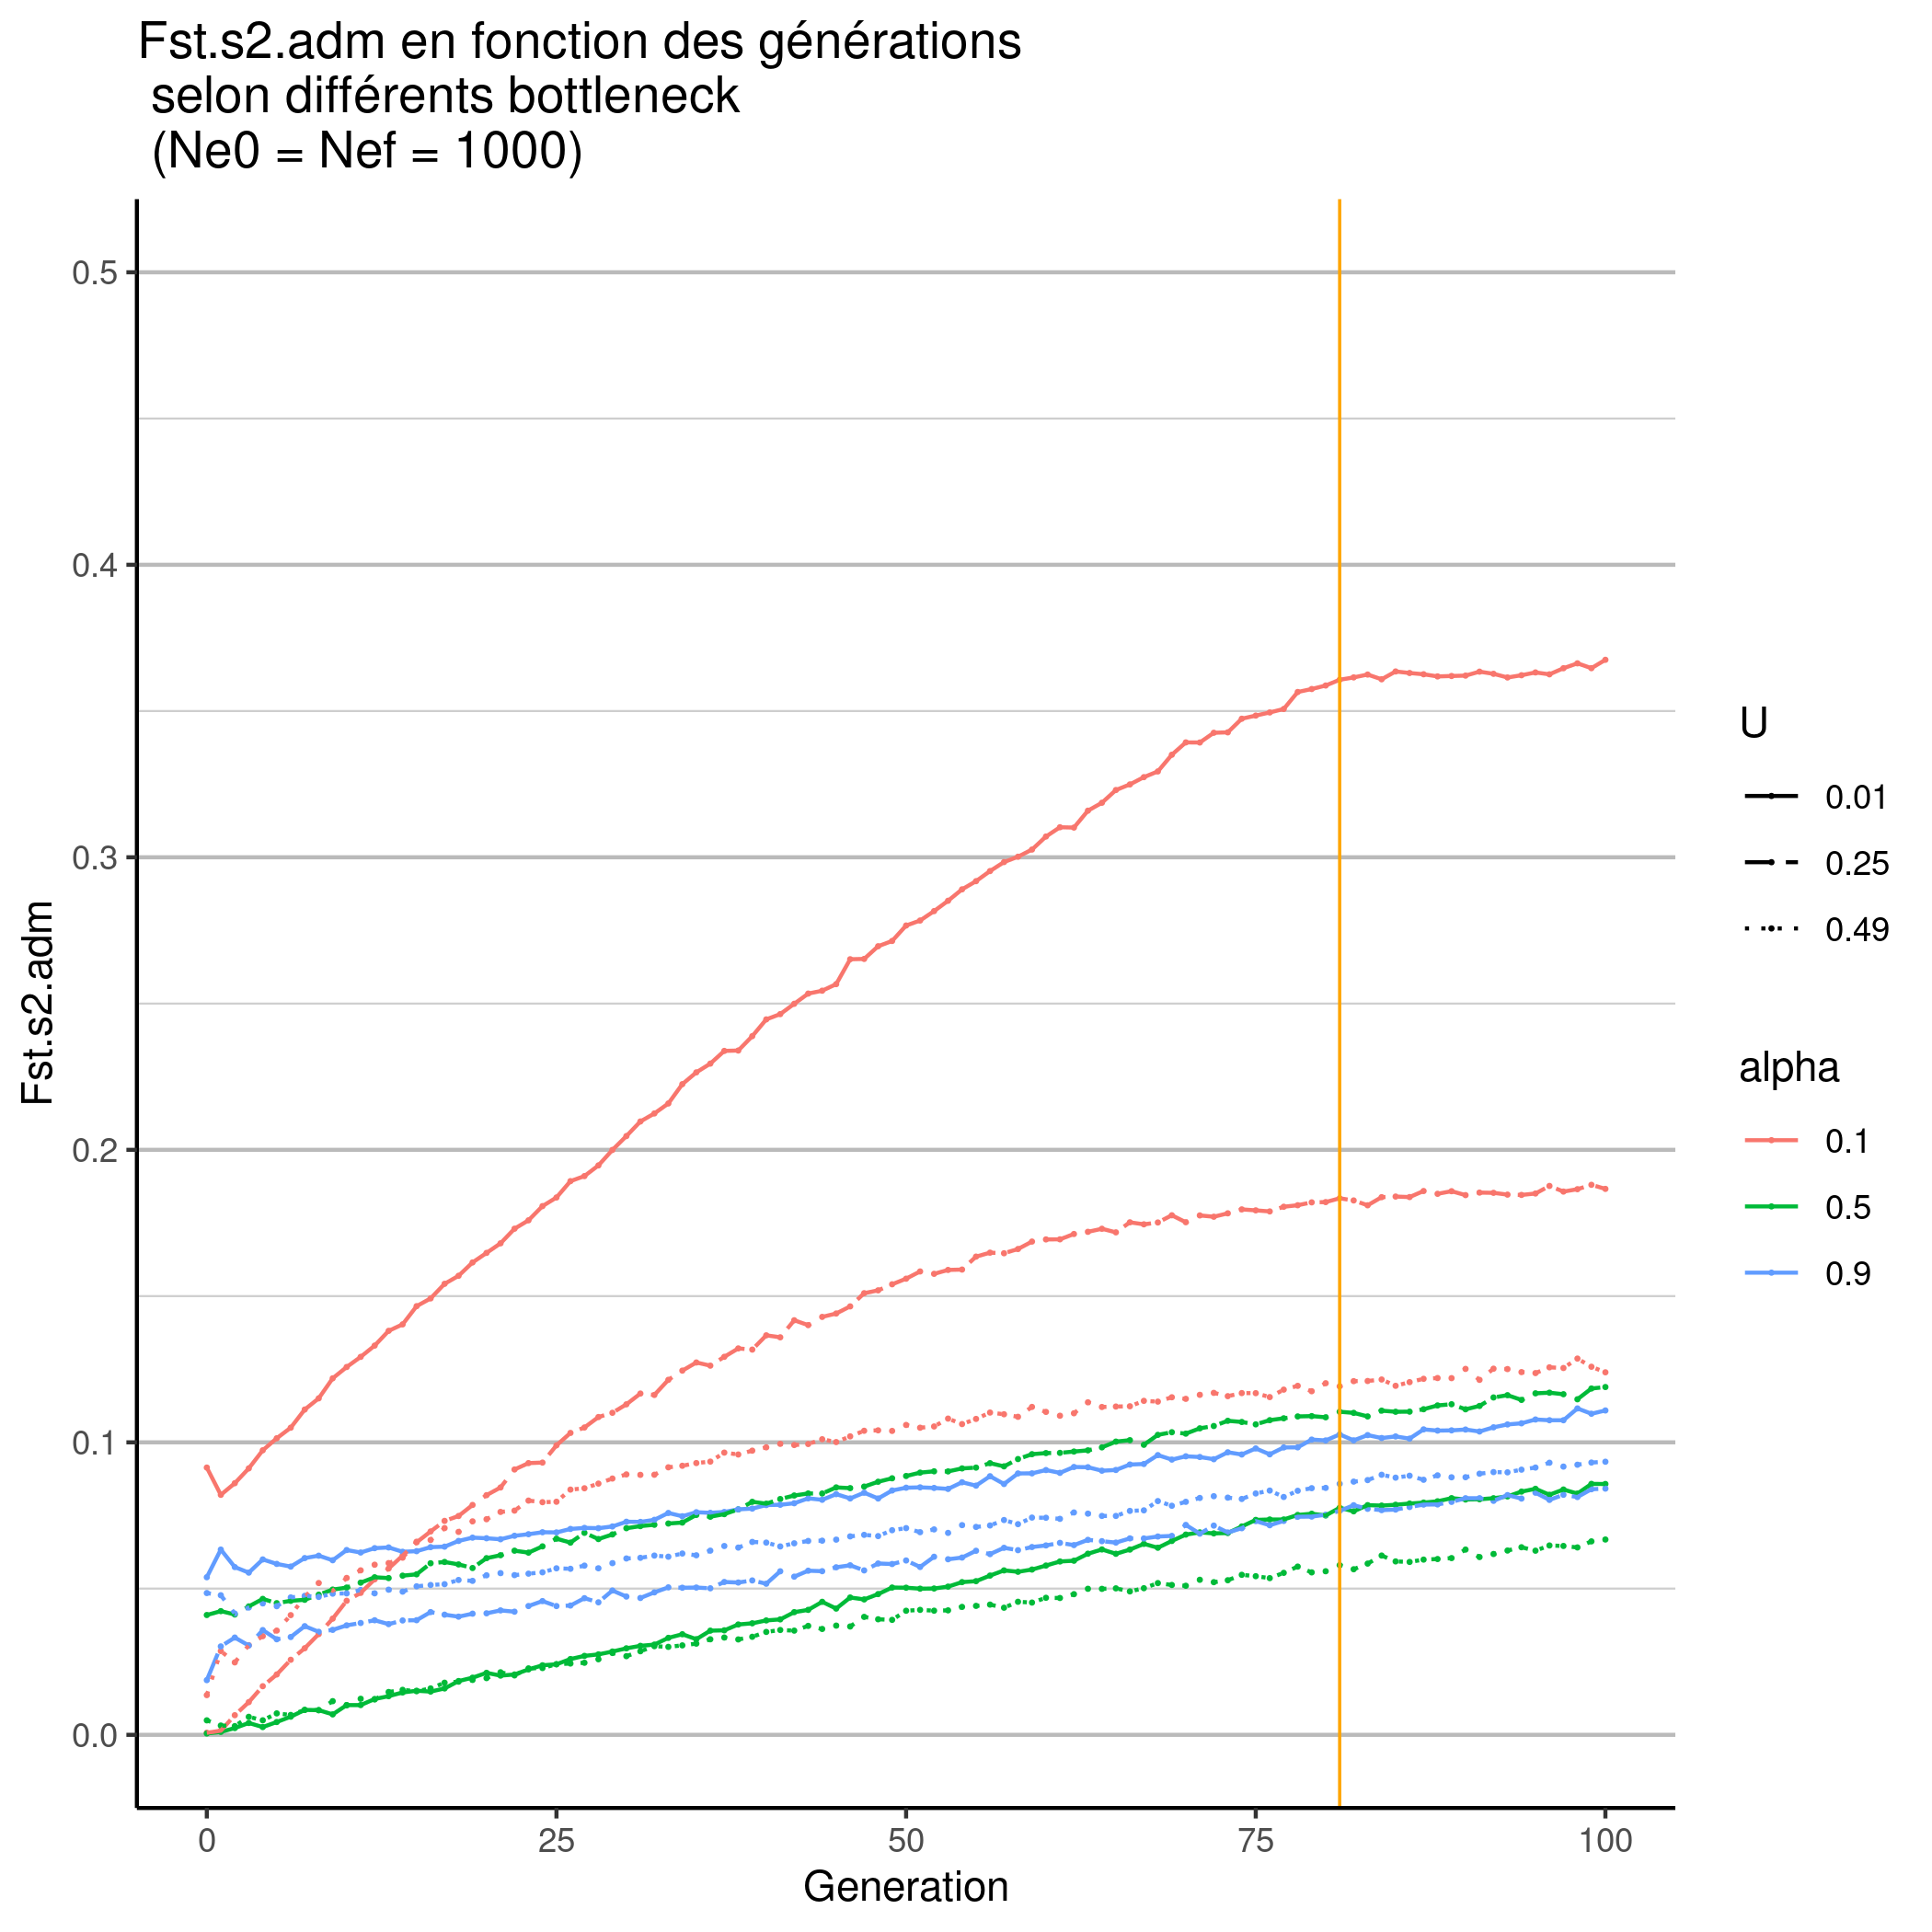 Fst.s2.adm en fonction des générations
selon différents bottleneck
(Ne0 = Nef = 1000)
0.5
0.4
0.3
0.2
0.1
0.0
Fst.s2.adm
0
25
50
75
100
Generation
U
0.01
0.25
0.49
alpha
0.1
0.5
0.9